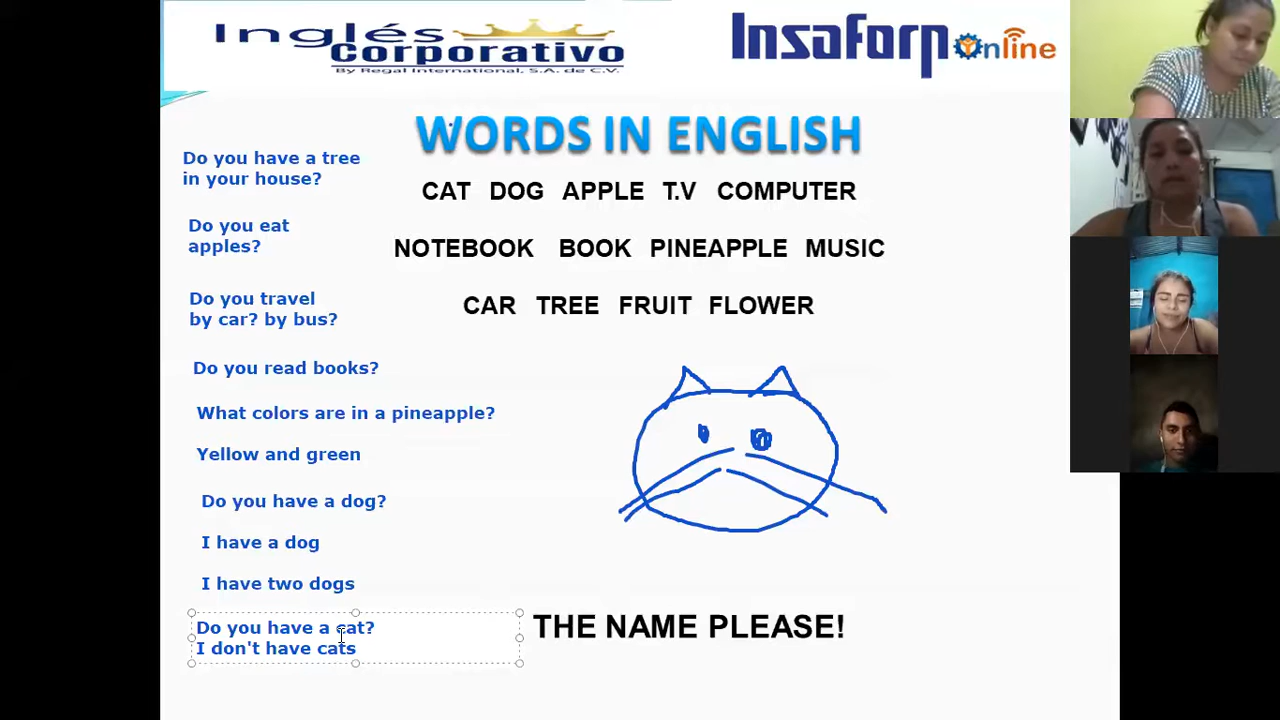 Inglés
Corporativo
By Regal International, S.A. de C.V.
Insaforp Online
WORDS IN ENGLISH
CAT DOG APPLE T.V COMPUTER
NOTEBOOK BOOK PINEAPPLE MUSIC
CAR TREE FRUIT FLOWER
Do you have a tree
in your house?
Do you eat
apples?
Do you travel
by car? by bus?
Do you read books?
What colors are in a pineapple?
Yellow and green
Do you have a dog?
I have a dog
I have two dogs
Do you have a cat?
I don't have cats
THE NAME PLEASE!